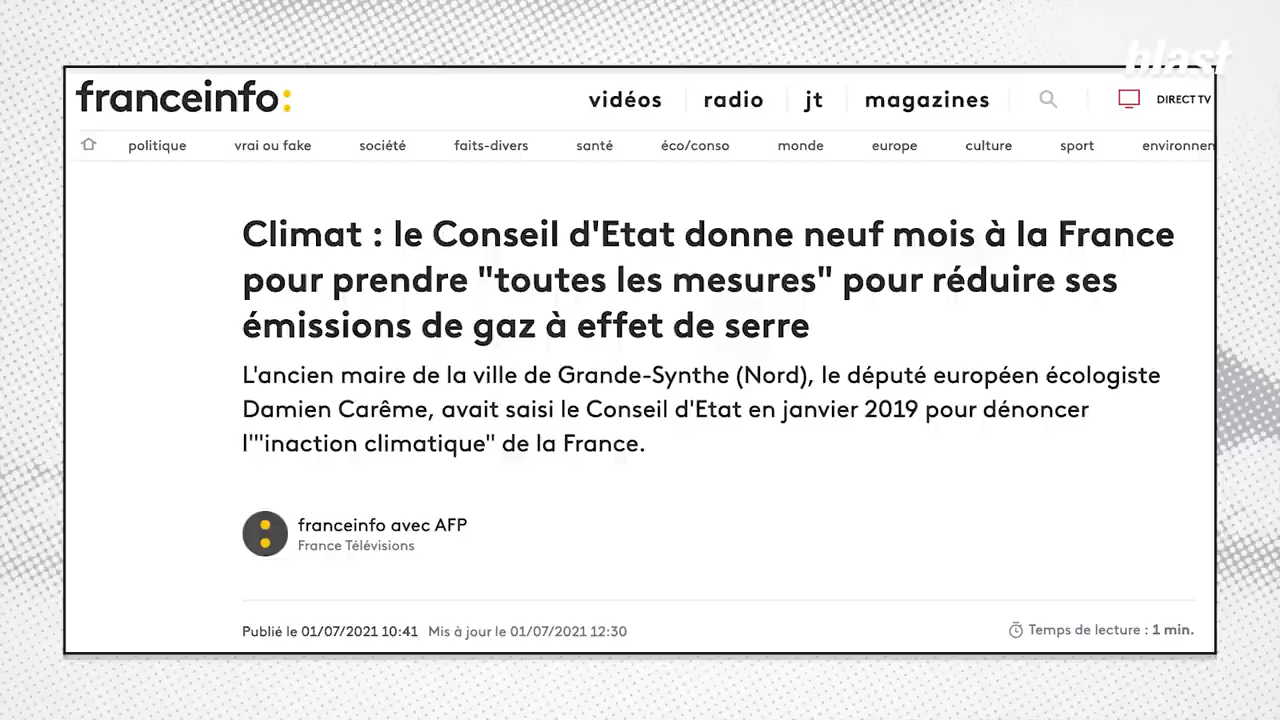 blast
franceinfo:
vidéos radio jt magazines DIRECT TV
politique vrai ou fake société faits-divers santé éco/conso monde europe culture sport environnen
Climat : le Conseil d'Etat donne neuf mois à la France
pour prendre "toutes les mesures" pour réduire ses
émissions de gaz à effet de serre
L'ancien maire de la ville de Grande-Synthe (Nord), le député européen écologiste
Damien Carême, avait saisi le Conseil d'Etat en janvier 2019 pour dénoncer
l'"inaction climatique" de la France.
franceinfo avec AFP
France Télévisions
Publié le 01/07/2021 10:41 Mis à jour le 01/07/2021 12:30
Temps de lecture : 1 min.